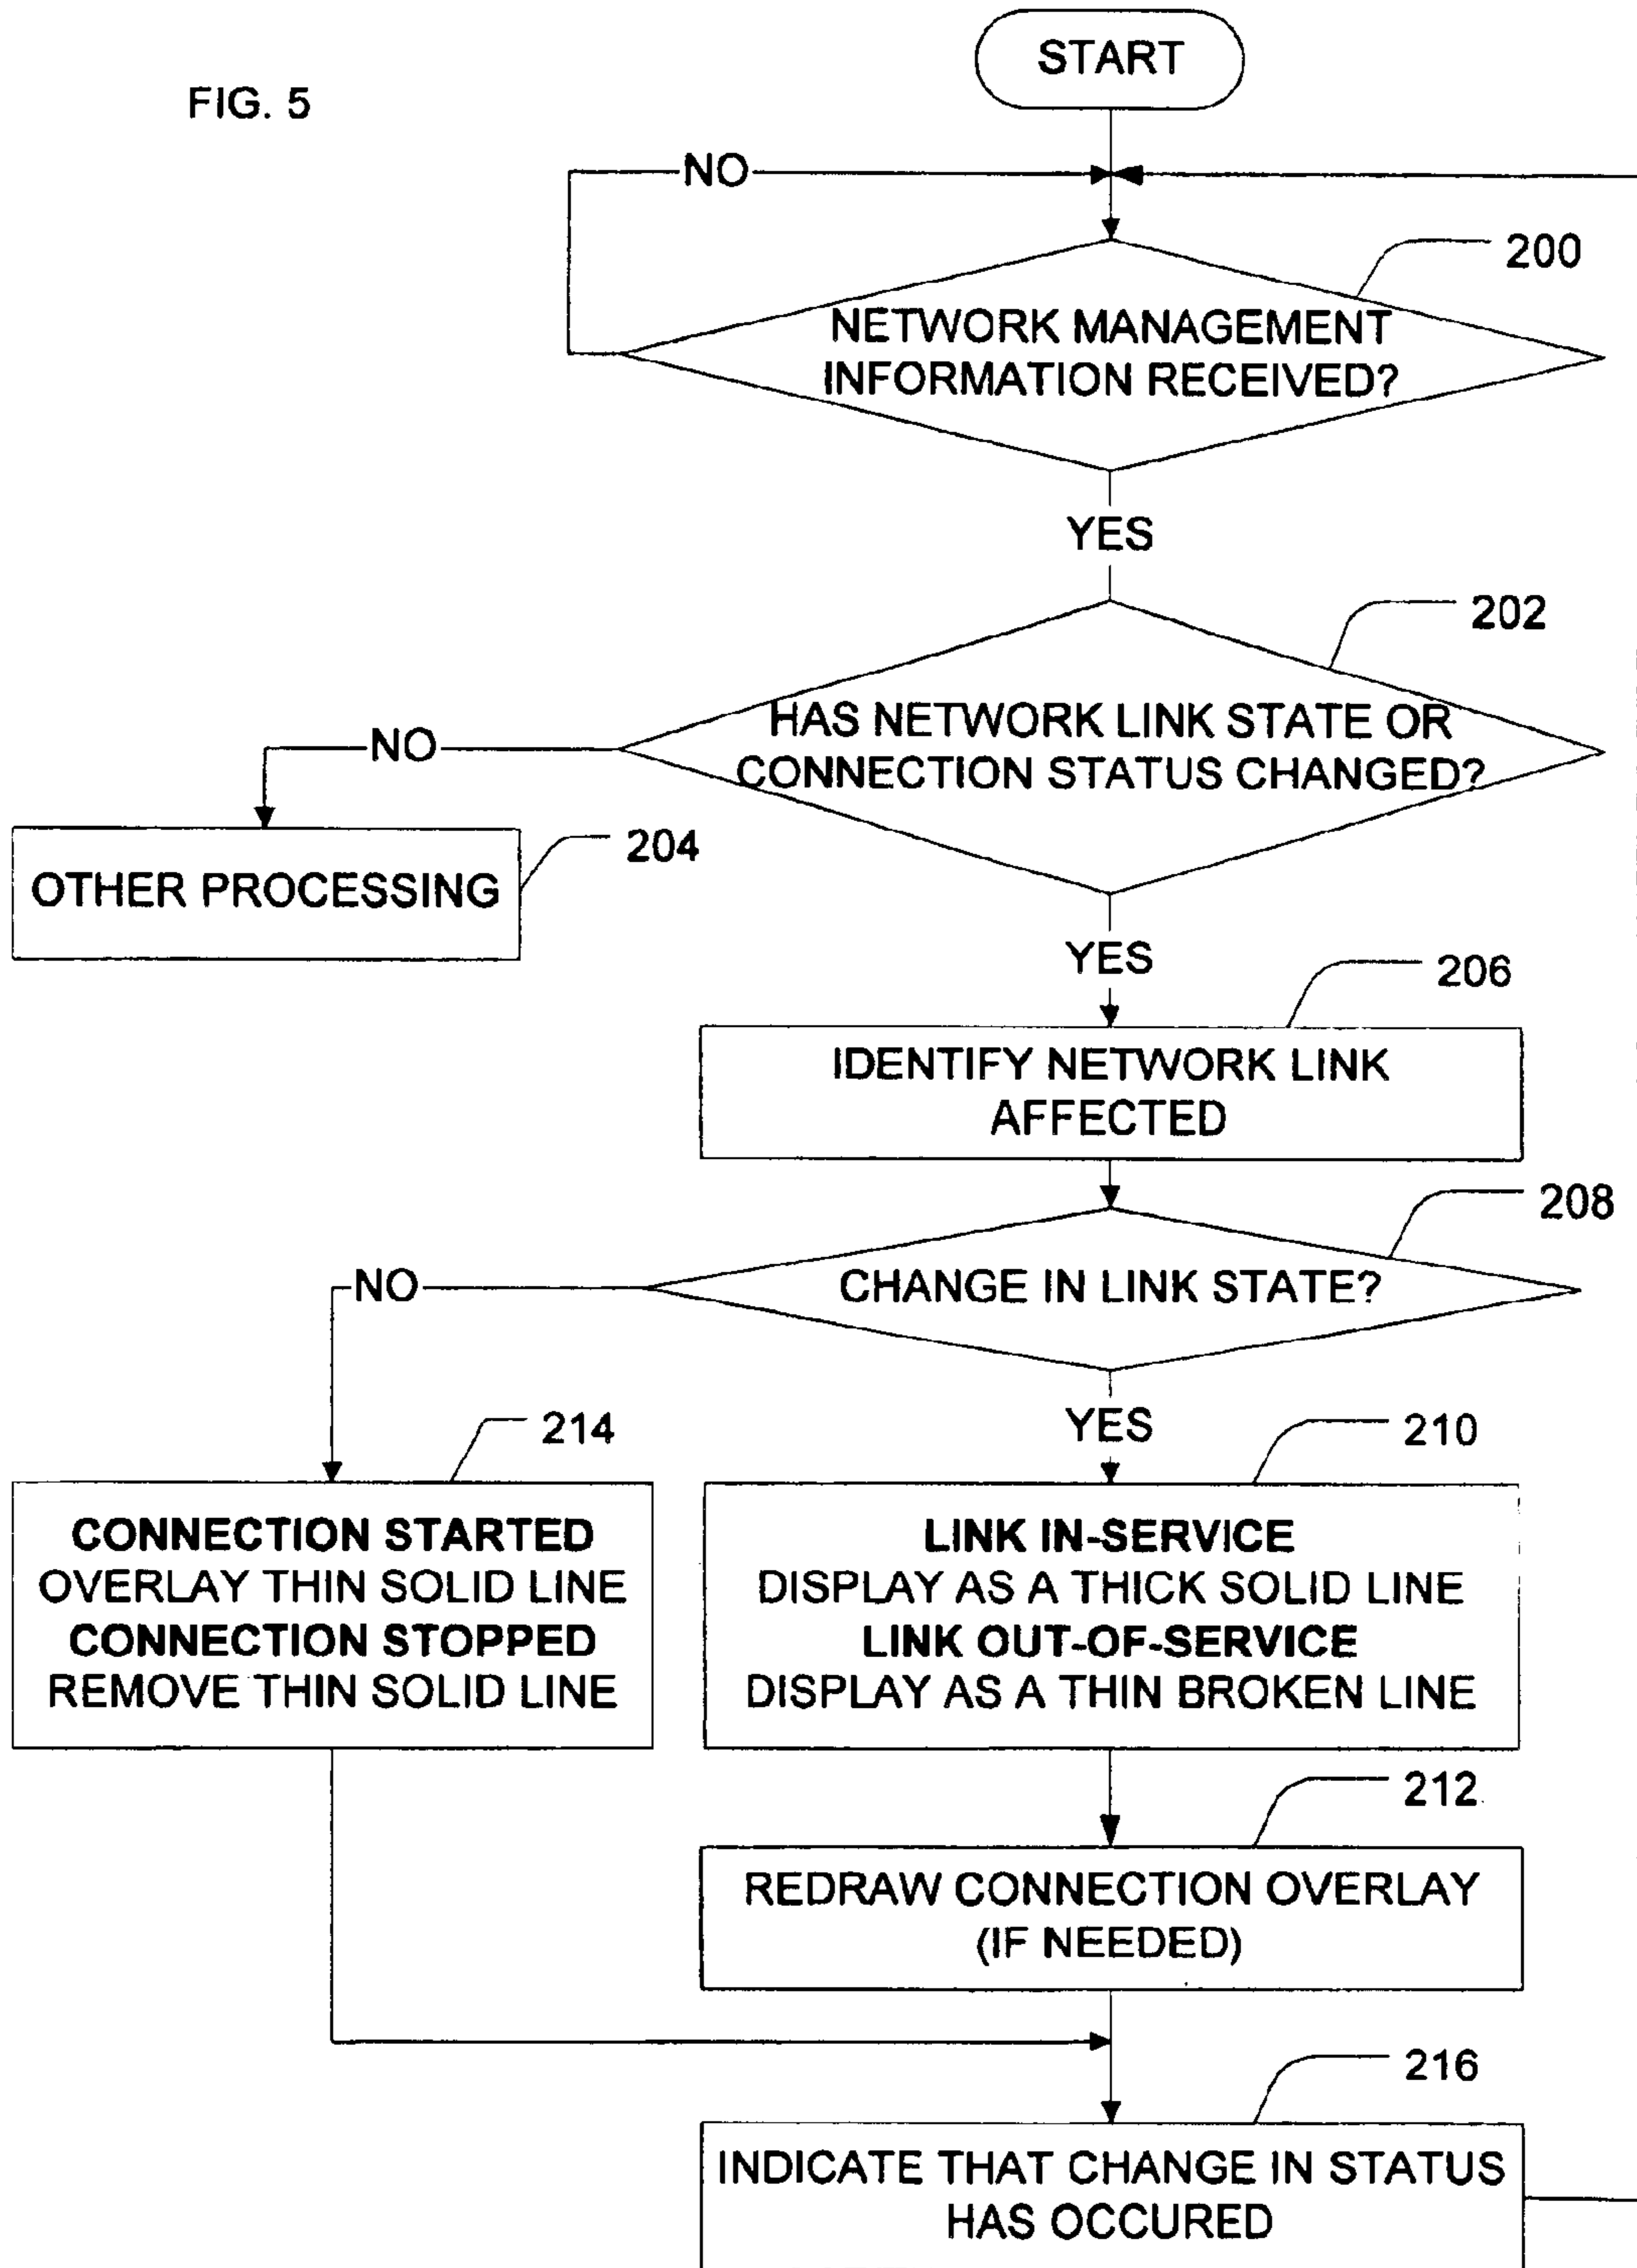 START
FIG. 5
NO
200
NETWORK MANAGEMENT
INFORMATION RECEIVED?
YES
202
HAS NETWORK LINK STATE OR
CONNECTION STATUS CHANGED?
NO
204
OTHER PROCESSING
YES
206
IDENTIFY NETWORK LINK
AFFECTED
208
CHANGE IN LINK STATE?
NO
YES
214
210
CONNECTION STARTED
OVERLAY THIN SOLID LINE
CONNECTION STOPPED
REMOVE THIN SOLID LINE
LINK IN-SERVICE
DISPLAY AS A THICK SOLID LINE
LINK OUT-OF-SERVICE
DISPLAY AS A THIN BROKEN LINE
212
REDRAW CONNECTION OVERLAY
(IF NEEDED)
216
INDICATE THAT CHANGE IN STATUS
HAS OCCURED